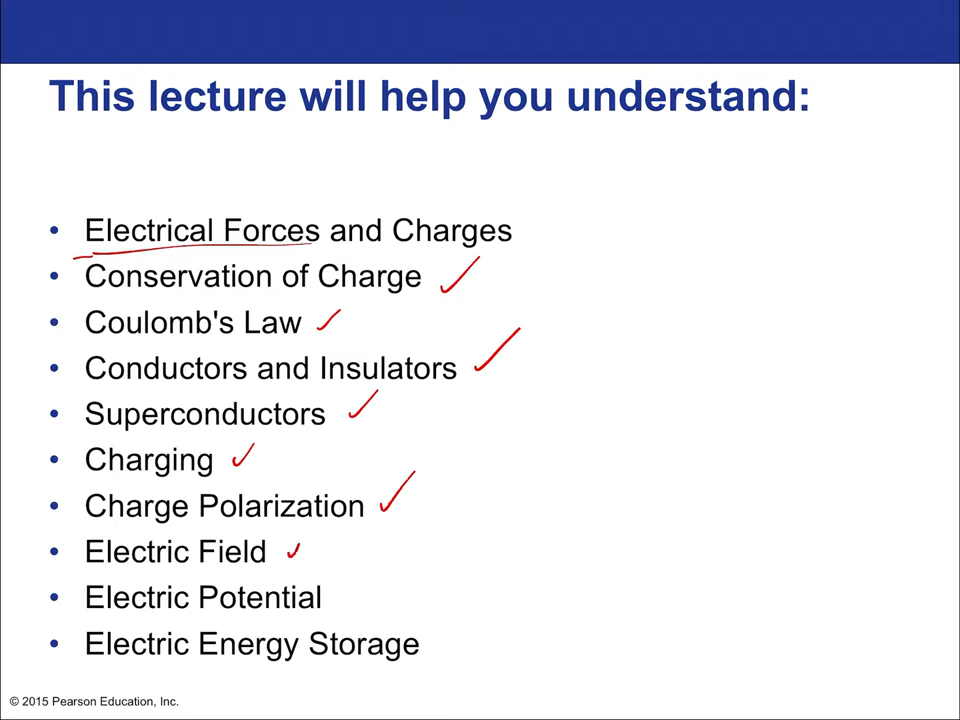 This lecture will help you understand:
• Electrical Forces and Charges
• Conservation of Charge
• Coulomb's Law
• Conductors and Insulators
• Superconductors
• Charging
• Charge Polarization
• Electric Field
• Electric Potential
• Electric Energy Storage
© 2015 Pearson Education, Inc.